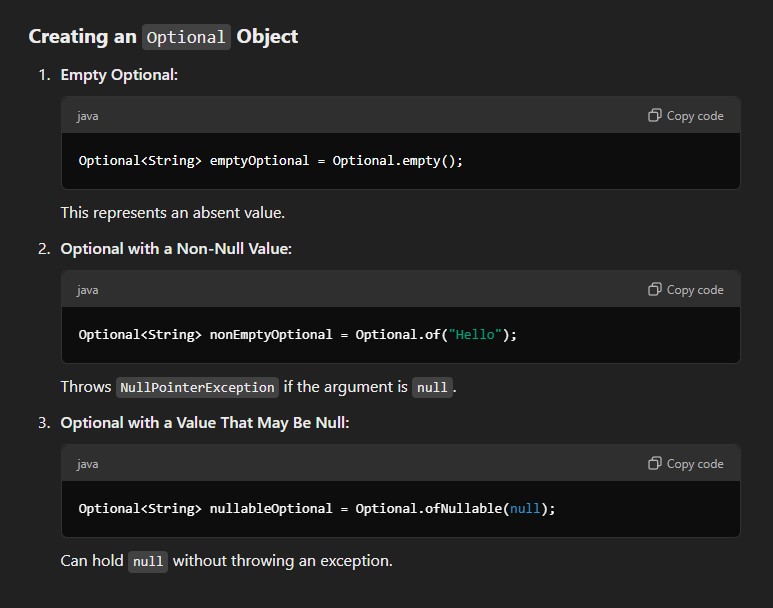 Creating an Optional Object
1. Empty Optional:
java Copy code
Optional<String> emptyOptional = Optional.empty();
This represents an absent value.
2. Optional with a Non-Null Value:
java Copy code
Optional<String> nonEmptyOptional = Optional.of("Hello");
Throws NullPointerException if the argument is null.
3. Optional with a Value That May Be Null:
java Copy code
Optional<String> nullableOptional = Optional.ofNullable(null);
Can hold null without throwing an exception.